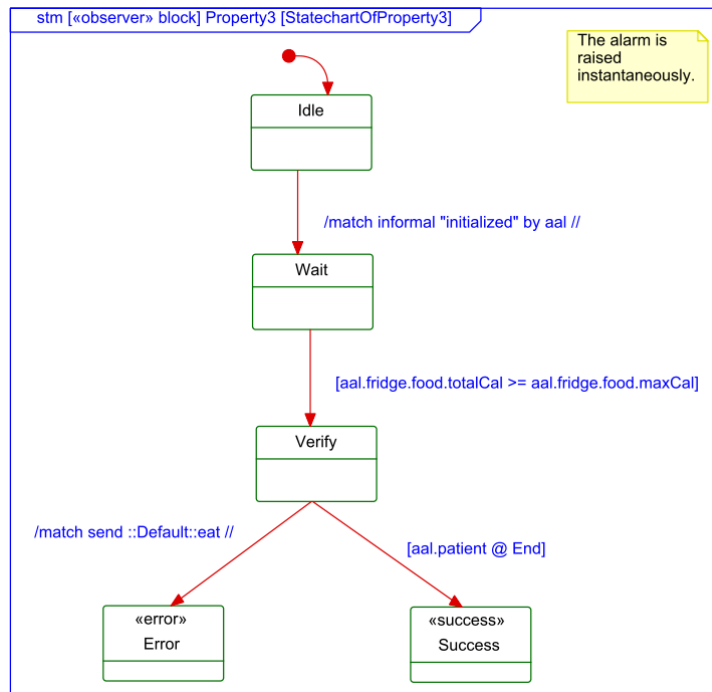 stm [«observer» block] Property3 [StatechartOfProperty3]
The alarm is
raised
instantaneously.
Idle
/match informal "initialized" by aal //
Wait
[aal.fridge.food.totalCal >= aal.fridge.food.maxCal]
Verify
/match send ::Default::eat //
[aal.patient @ End]
«error»
Error
«success»
Success